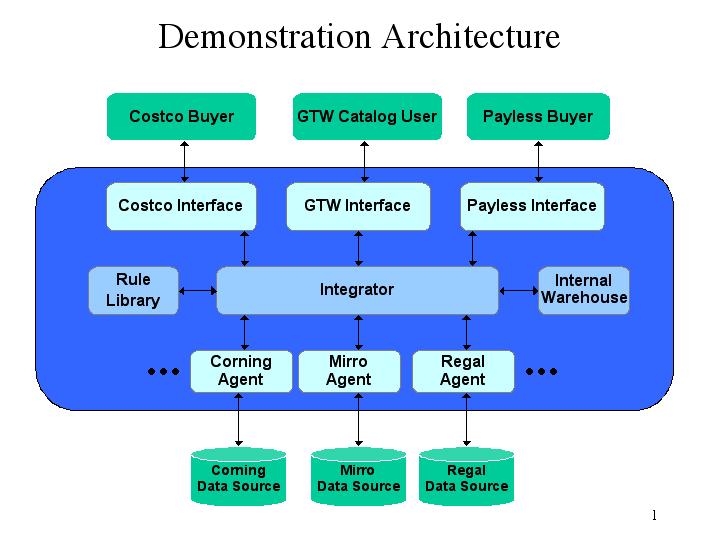 Demonstration Architecture
Costco Buyer
GTW Catalog User
Payless Buyer
Costco Interface
GTW Interface
Payless Interface
Rule
Library
Integrator
Internal
Warehouse
•••
Corning
Agent
Mirro
Agent
Regal
Agent
•••
Corning
Data Source
Mirro
Data Source
Regal
Data Source
1